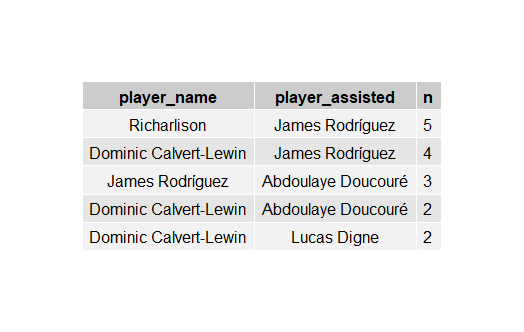 player_name player_assisted n
Richarlison James Rodríguez 5
Dominic Calvert-Lewin James Rodríguez 4
James Rodríguez Abdoulaye Doucouré 3
Dominic Calvert-Lewin Abdoulaye Doucouré 2
Dominic Calvert-Lewin Lucas Digne 2